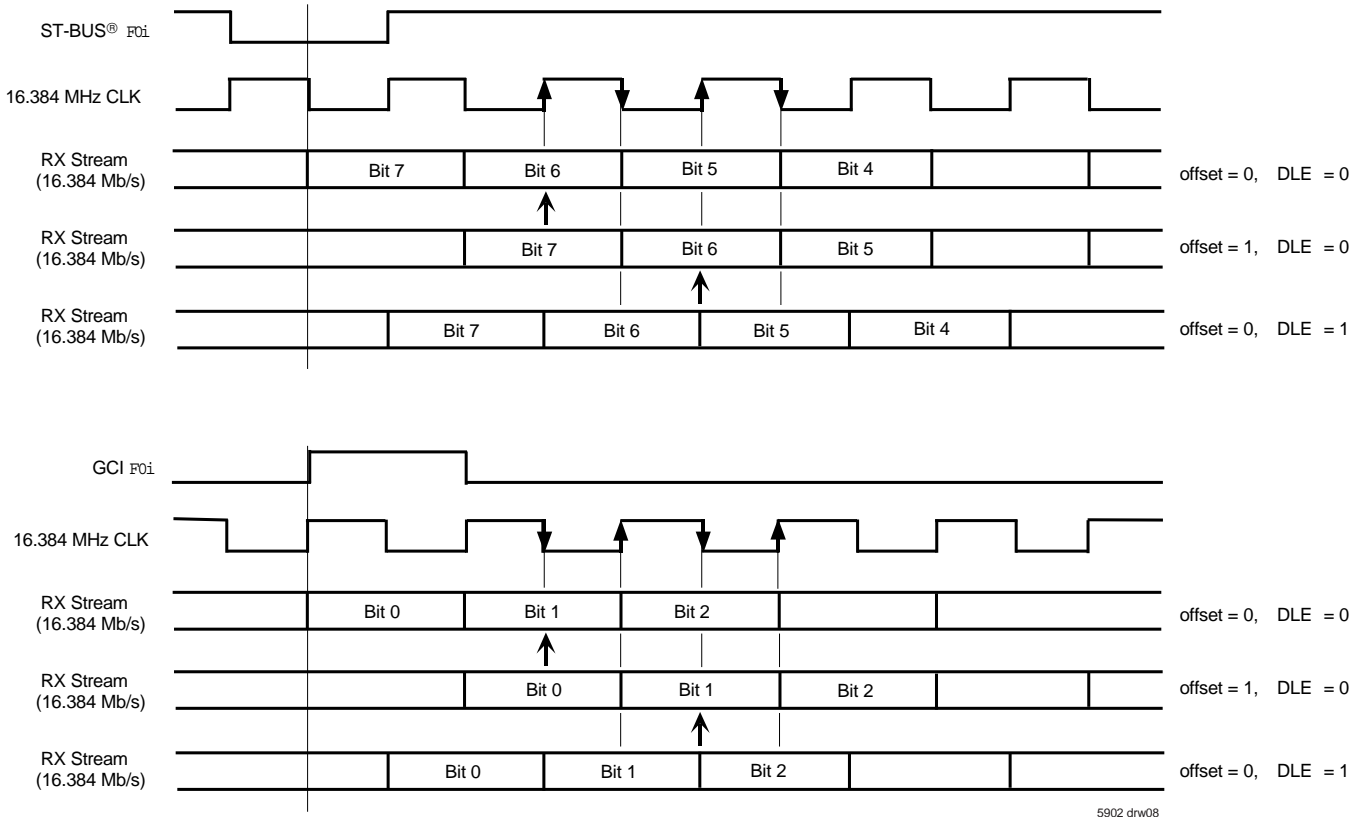 ST-BUS® F0i
16.384 MHz CLK
RX Stream
(16.384 Mb/s)
Bit 7
Bit 6
Bit 5
Bit 4
offset = 0, DLE = 0
RX Stream
(16.384 Mb/s)
Bit 7
Bit 6
Bit 5
offset = 1, DLE = 0
RX Stream
(16.384 Mb/s)
Bit 7
Bit 6
Bit 5
Bit 4
offset = 0, DLE = 1
GCI F0i
16.384 MHz CLK
RX Stream
(16.384 Mb/s)
Bit 0
Bit 1
Bit 2
offset = 0, DLE = 0
RX Stream
(16.384 Mb/s)
Bit 0
Bit 1
Bit 2
offset = 1, DLE = 0
RX Stream
(16.384 Mb/s)
Bit 0
Bit 1
Bit 2
offset = 0, DLE = 1
5902 drw08